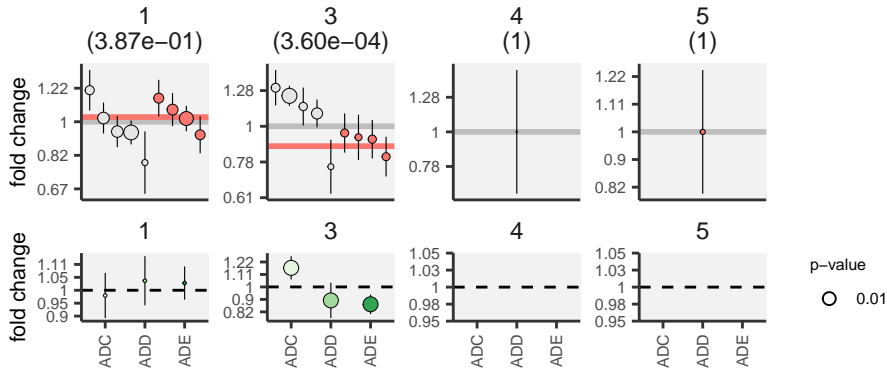 1
(3.87e−01)
3
(3.60e−04)
4
(1)
5
(1)
fold change
1.22
1
0.82
0.67
1.28
1
0.78
0.61
1.28
1
0.78
1.22
1.11
1
0.9
0.82
1
3
4
5
fold change
1.11
1.05
1
0.95
0.9
1.22
1.11
1
0.9
0.82
1.05
1.03
1
0.98
0.95
1.05
1.03
1
0.98
0.95
ADC
ADD
ADE
ADC
ADD
ADE
ADC
ADD
ADE
ADC
ADD
ADE
p−value
0.01